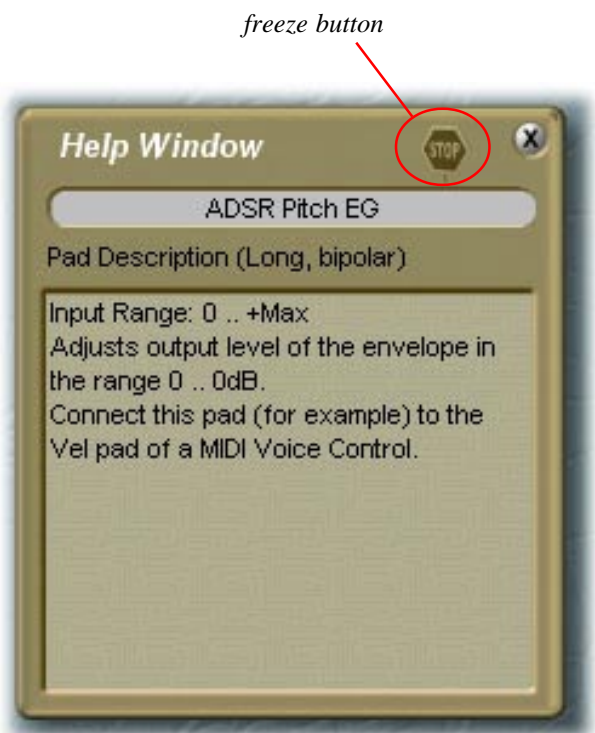 freeze button
Help Window
STOP
X
ADSR Pitch EG
Pad Description (Long, bipolar)
Input Range: 0 .. +Max
Adjusts output level of the envelope in
the range 0 .. 0dB.
Connect this pad (for example) to the
Vel pad of a MIDI Voice Control.